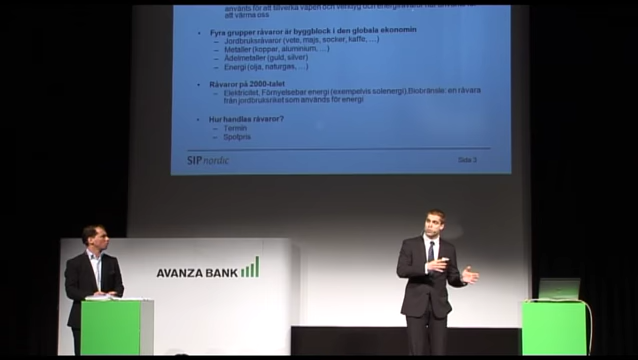 används för att tillverka vapen och verktyg och energiråvaror har använts
att värma oss
• Fyra grupper råvaror är byggblock i den globala ekonomin
– Jordbruksråvaror (vete, majs, socker, kaffe, …)
– Metaller (koppar, aluminium, …)
– Ädelmetaller (guld, silver)
– Energi (olja, naturgas, …)
• Råvaror på 2000-talet
– Elektricitet, Förnyelsebar energi (exempelvis solenergi), Biobränsle: en råvara
från jordbruksriket som används för energi
• Hur handlas råvaror?
– Termin
– Spotpris
SIP nordic
Sida 3
AVANZA BANK